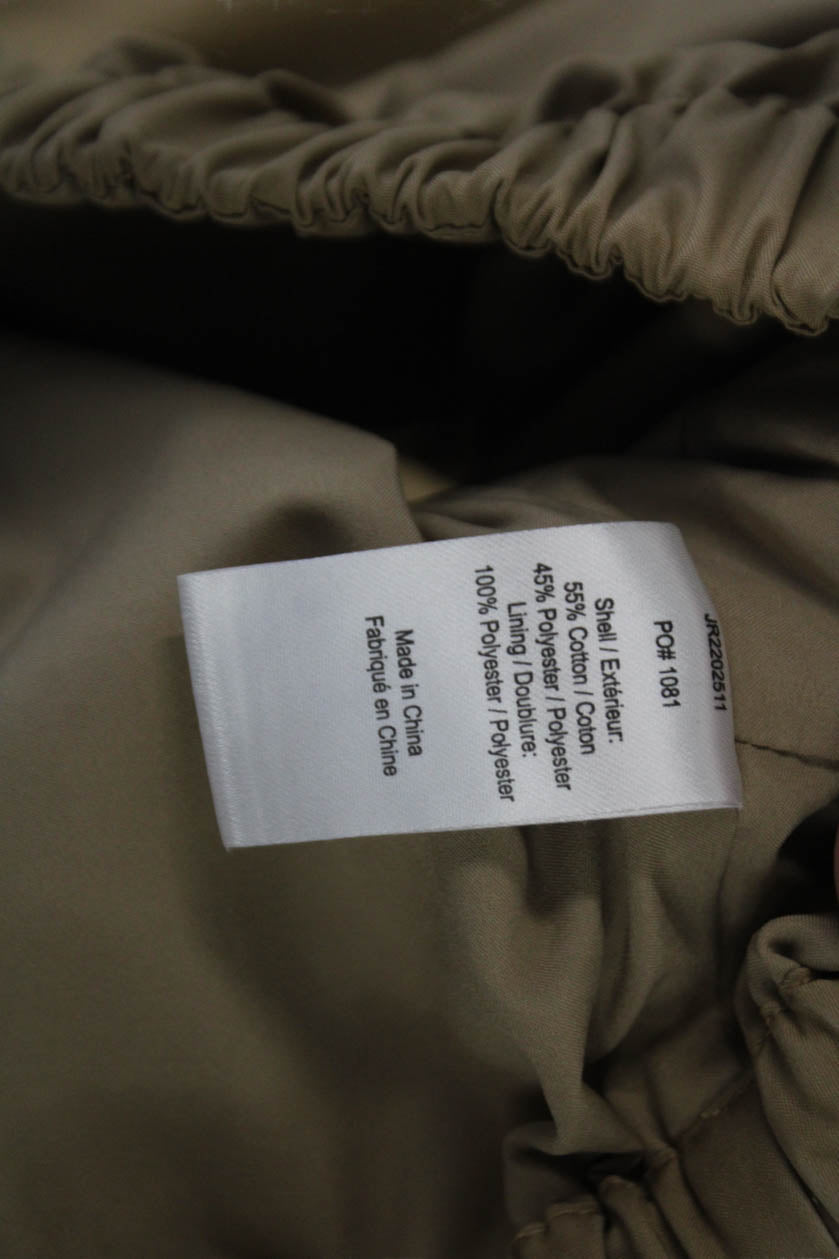 JR2202511
PO# 1081
Shell / Extérieur:
55% Cotton / Coton
45% Polyester / Polyester
Lining / Doublure:
100% Polyester / Polyester
Made in China
Fabriqué en Chine